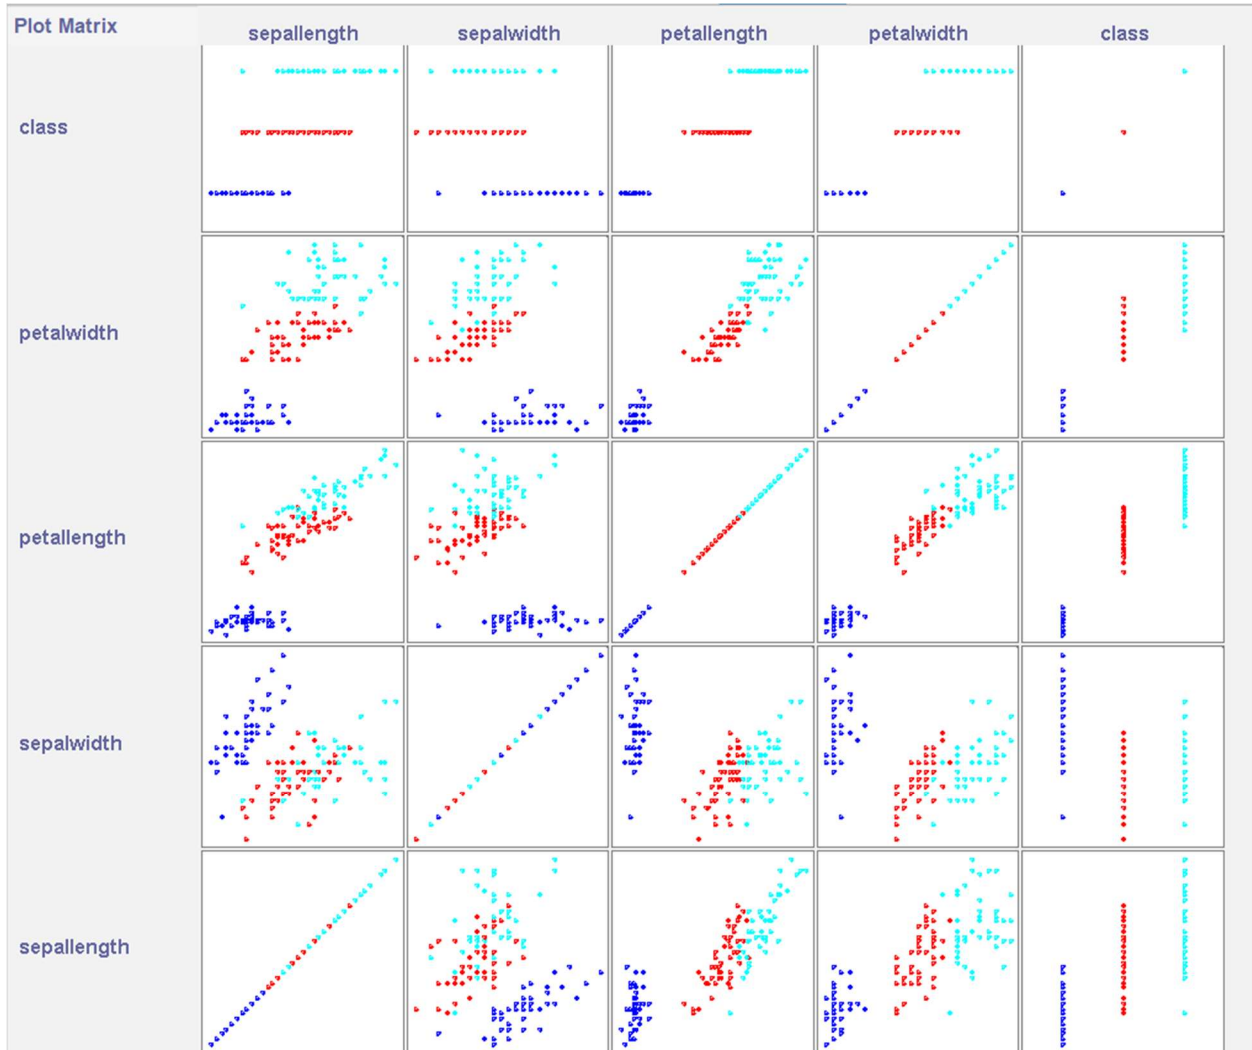 Plot Matrix
sepallength sepalwidth petallength petalwidth class
class
petalwidth
petallength
sepalwidth
sepallength